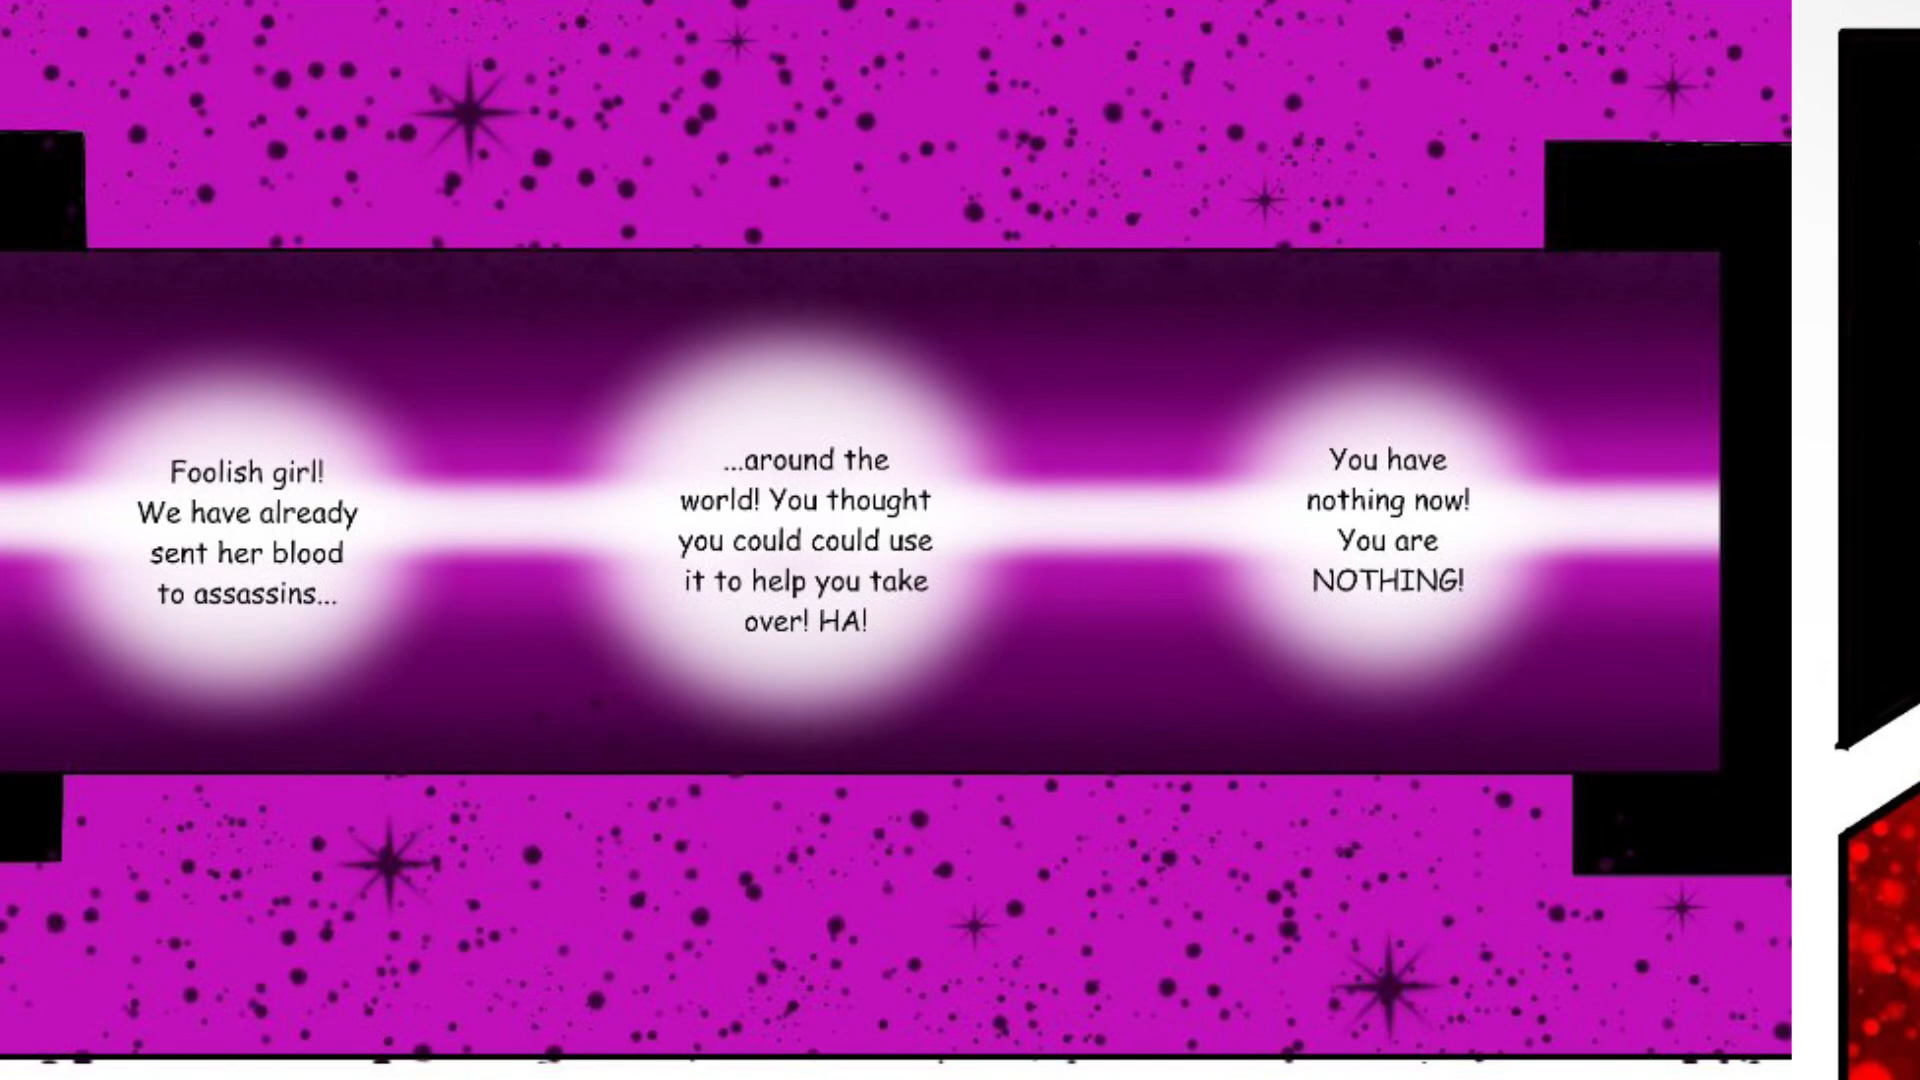 Foolish girl!
We have already
sent her blood
to assassins...
...around the
world! You thought
you could could use
it to help you take
over! HA!
You have
nothing now!
You are
NOTHING!